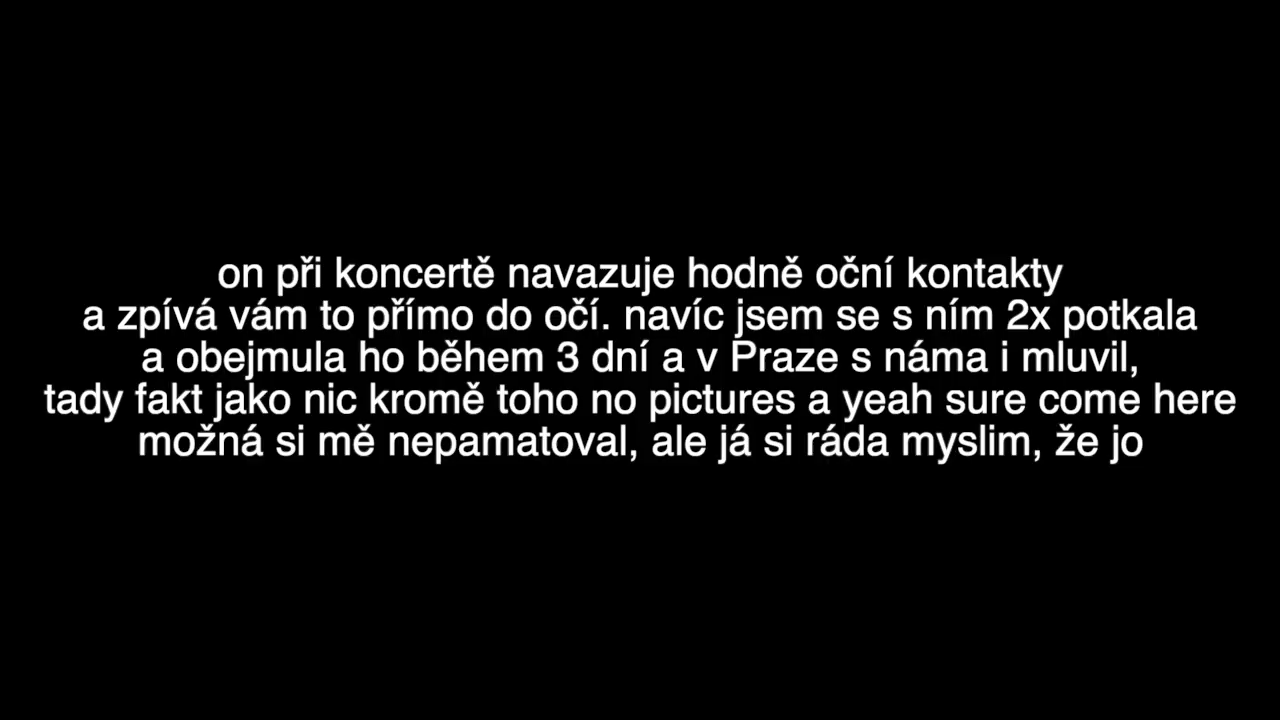 on při koncertě navazuje hodně oční kontakty
a zpívá vám to přímo do očí. navíc jsem se s ním 2x potkala
a obejmula ho během 3 dní a v Praze s náma i mluvil,
tady fakt jako nic kromě toho no pictures a yeah sure come here
možná si mě nepamatoval, ale já si ráda myslim, že jo